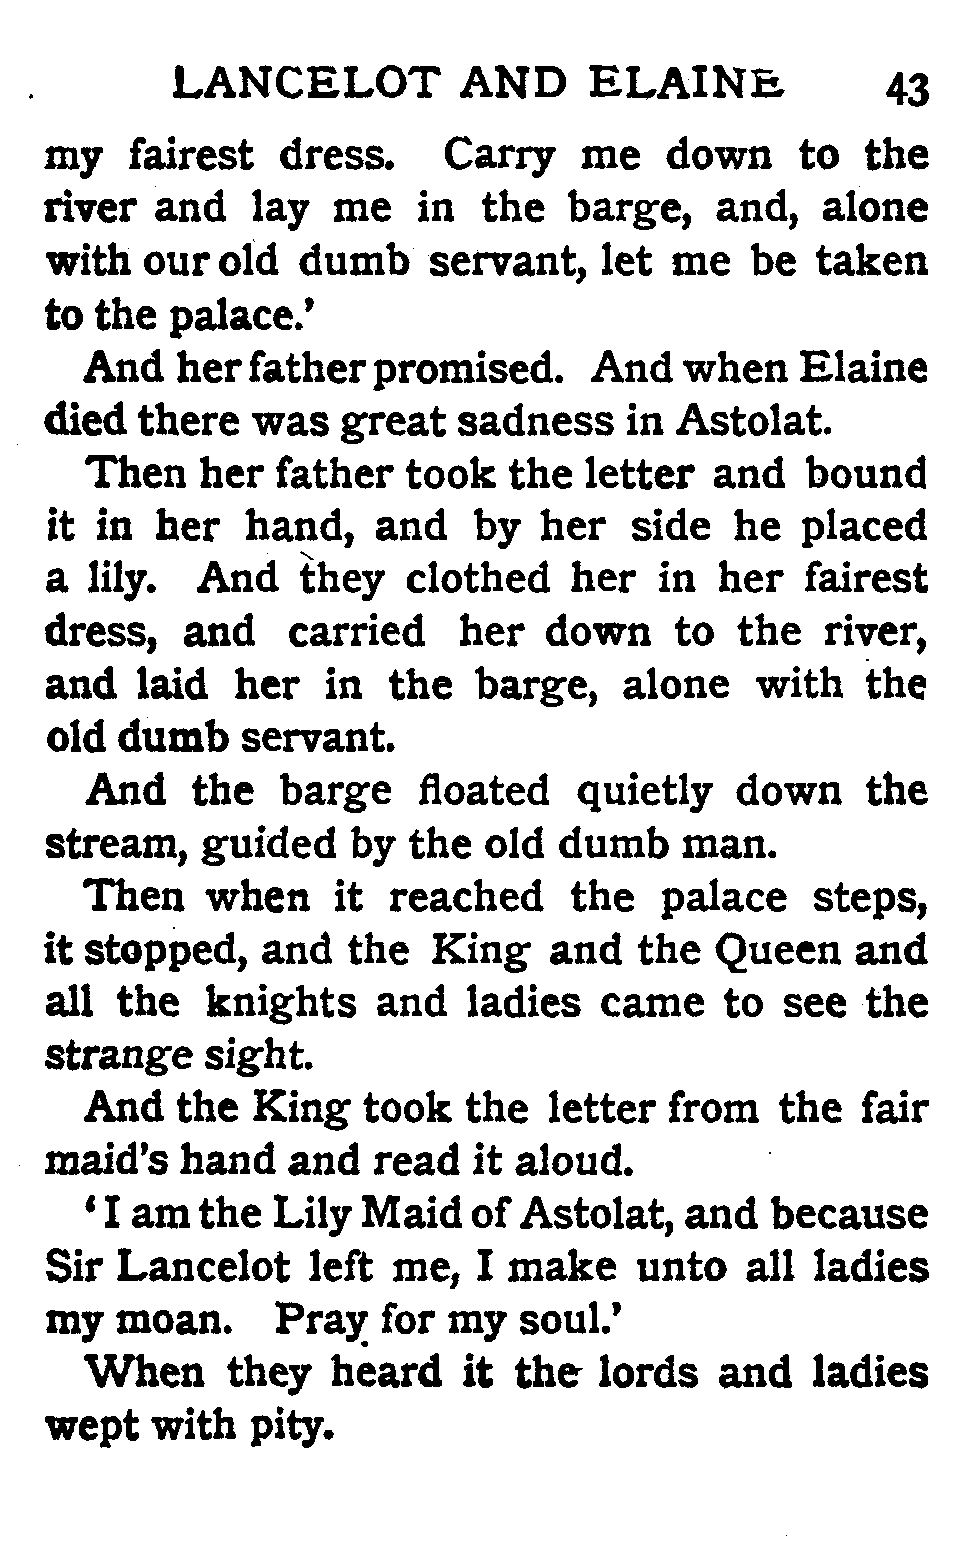 LANCELOT AND ELAINE 43
my fairest dress. Carry me down to the
river and lay me in the barge, and, alone
with our old dumb servant, let me be taken
to the palace.’
And her father promised. And when Elaine
died there was great sadness in Astolat.
Then her father took the letter and bound
it in her hand, and by her side he placed
a lily. And they clothed her in her fairest
dress, and carried her down to the river,
and laid her in the barge, alone with the
old dumb servant.
And the barge floated quietly down the
stream, guided by the old dumb man.
Then when it reached the palace steps,
it stopped, and the King and the Queen and
all the knights and ladies came to see the
strange sight.
And the King took the letter from the fair
maid's hand and read it aloud.
‘I am the Lily Maid of Astolat, and because
Sir Lancelot left me, I make unto all ladies
my moan. Pray for my soul.’
When they heard it the lords and ladies
wept with pity.